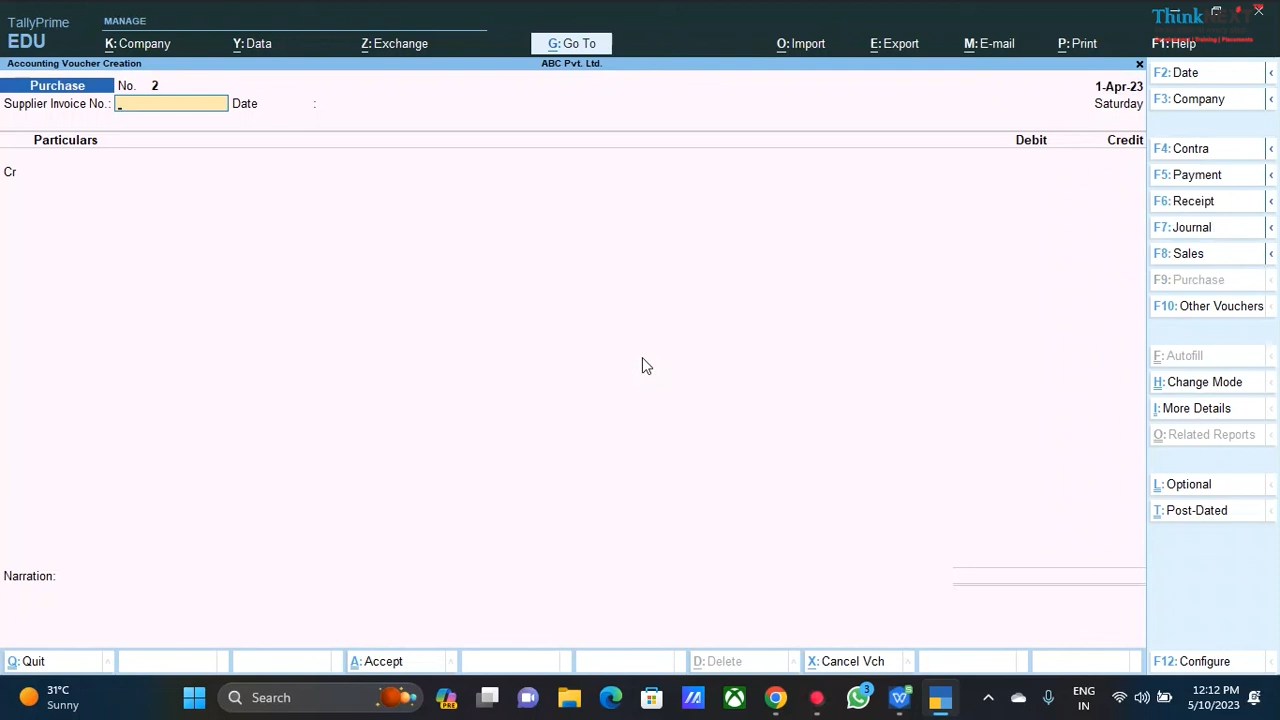 TallyPrime
EDU
MANAGE
K: Company
Y: Data
Z: Exchange
G: Go To
O: Import
E: Export
M: E-mail
P: Print
F1: Help
ThinkNEXT
Accounting Voucher Creation
ABC Pvt. Ltd.
Purchase No. 2
1-Apr-23
Supplier Invoice No.: Date :
Saturday
Particulars Debit Credit
Cr
Narration:
F2: Date
F3: Company
F4: Contra
F5: Payment
F6: Receipt
F7: Journal
F8: Sales
F9: Purchase
F10: Other Vouchers
F: Autofill
H: Change Mode
I: More Details
O: Related Reports
L: Optional
T: Post-Dated
Q: Quit
A: Accept
D: Delete
X: Cancel Vch
F12: Configure
31°C
Sunny
Search
PRE
3
ENG
IN
12:12 PM
5/10/2023